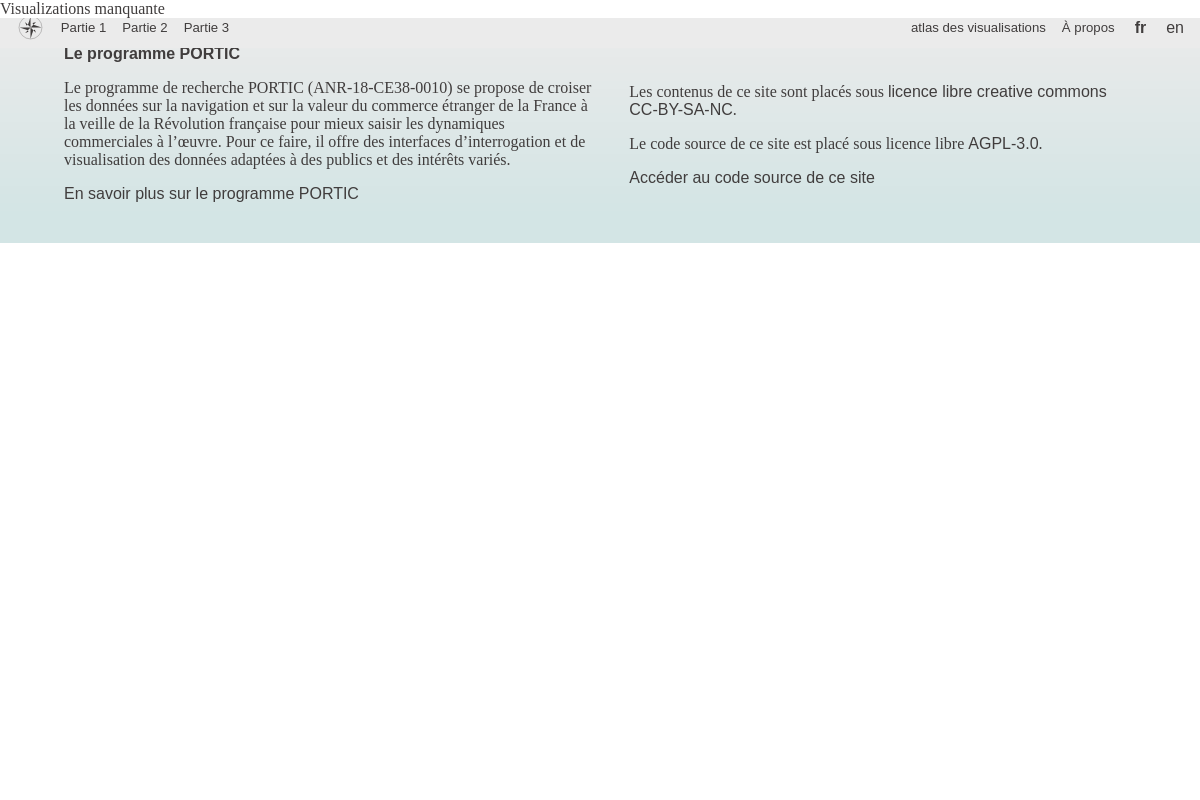 Visualizations manquante
Partie 1 Partie 2 Partie 3 atlas des visualisations À propos fr en
Le programme PORTIC
Le programme de recherche PORTIC (ANR-18-CE38-0010) se propose de croiser
les données sur la navigation et sur la valeur du commerce étranger de la France à
la veille de la Révolution française pour mieux saisir les dynamiques
commerciales à l’œuvre. Pour ce faire, il offre des interfaces d’interrogation et de
visualisation des données adaptées à des publics et des intérêts variés.
En savoir plus sur le programme PORTIC
Les contenus de ce site sont placés sous licence libre creative commons
CC-BY-SA-NC.
Le code source de ce site est placé sous licence libre AGPL-3.0.
Accéder au code source de ce site